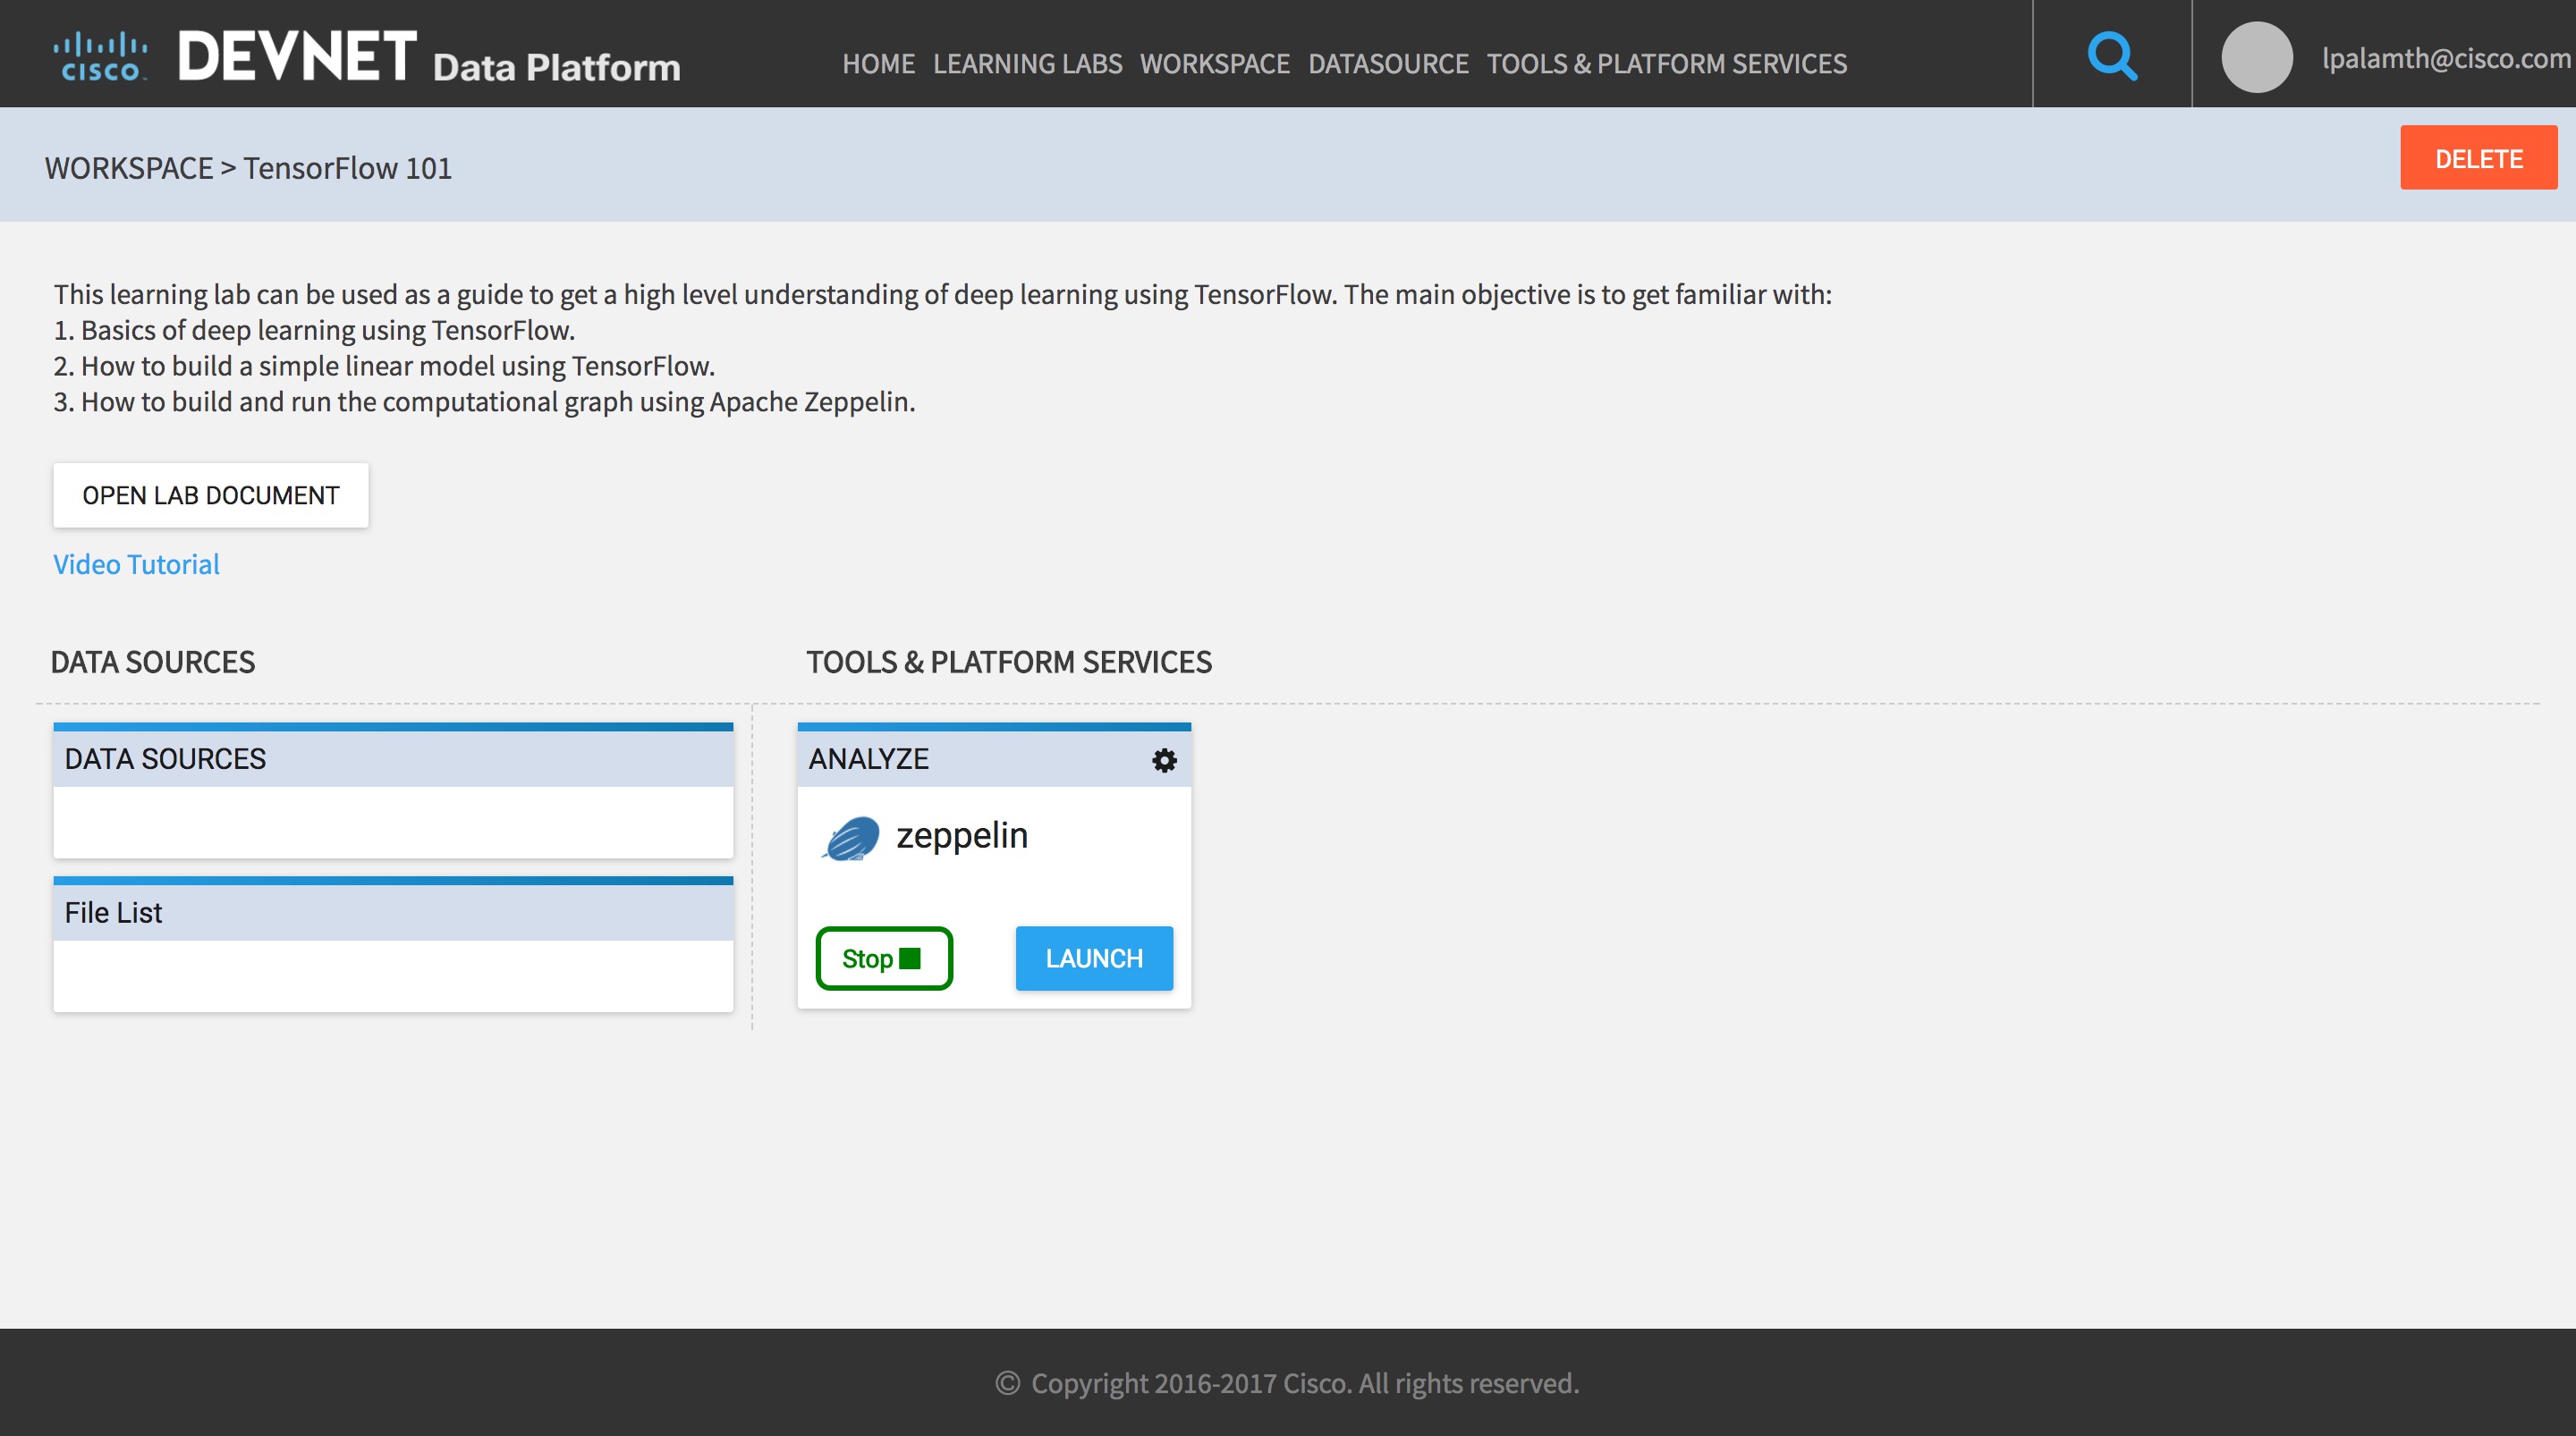 CISCO DEVNET Data Platform HOME LEARNING LABS WORKSPACE DATASOURCE TOOLS & PLATFORM SERVICES lpalamth@cisco.com
WORKSPACE > TensorFlow 101
DELETE
This learning lab can be used as a guide to get a high level understanding of deep learning using TensorFlow. The main objective is to get familiar with:
1. Basics of deep learning using TensorFlow.
2. How to build a simple linear model using TensorFlow.
3. How to build and run the computational graph using Apache Zeppelin.
OPEN LAB DOCUMENT
Video Tutorial
DATA SOURCES
DATA SOURCES
File List
TOOLS & PLATFORM SERVICES
ANALYZE
zeppelin
Stop
LAUNCH
© Copyright 2016-2017 Cisco. All rights reserved.